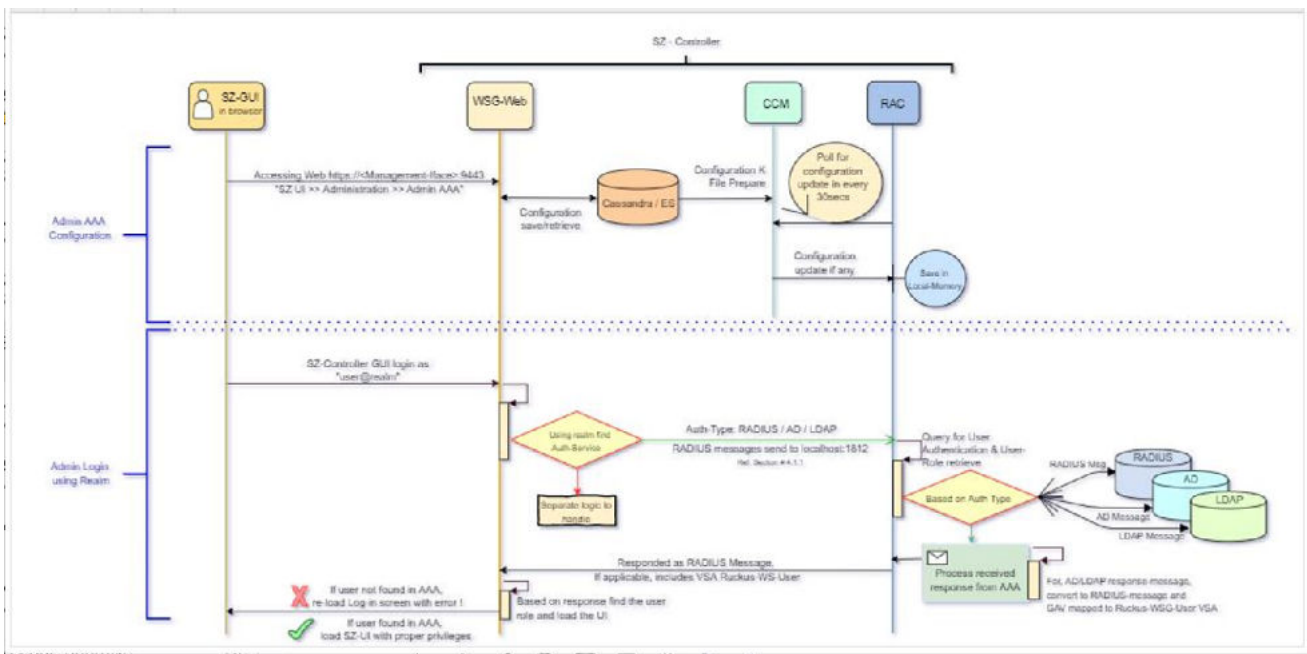 SZ - Controller
SZ-GUI
in browser
WSG-Web
CCM
RAC
Accessing Web https://<Management-Iface>:9443
"SZ UI >> Administration >> Admin AAA"
Configuration
save/retrieve
Cassandra / ES
Configuration K-
File Prepare
Poll for
configuration
update in every
30secs
Admin AAA
Configuration
Configuration
update if any
Save in
Local-Memory
SZ-Controller GUI login as
"user@realm"
Using realm find
Auth-Service
Auth-Type: RADIUS / AD / LDAP
RADIUS messages send to localhost:1812
Ref. Section #
Query for User
Authentication & User-
Role retrieve
Admin Login
using Realm
Separate logic to
handle
Based on Auth Type
RADIUS Msg
RADIUS
AD
LDAP
AD Message
LDAP Message
Responded as RADIUS Message,
If applicable, includes VSA Ruckus-WS-User
Process received
response from AAA
For, AD/LDAP response-message,
convert to RADIUS-message and
GAV mapped to Ruckus-WSG-User VSA
If user not found in AAA,
re-load Log-in screen with error !
Based on response find the user
role and load the UI
If user found in AAA,
load SZ-UI with proper privileges